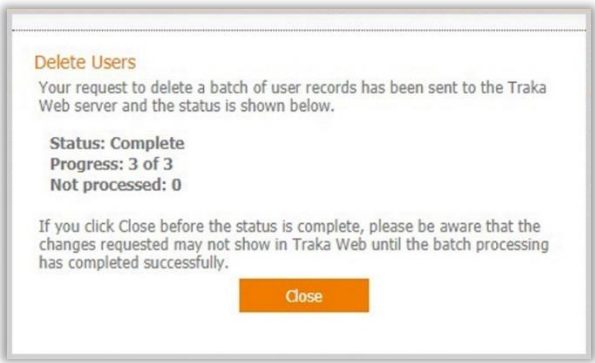 Delete Users
Your request to delete a batch of user records has been sent to the Traka
Web server and the status is shown below.
Status: Complete
Progress: 3 of 3
Not processed: 0
If you click Close before the status is complete, please be aware that the
changes requested may not show in Traka Web until the batch processing
has completed successfully.
Close